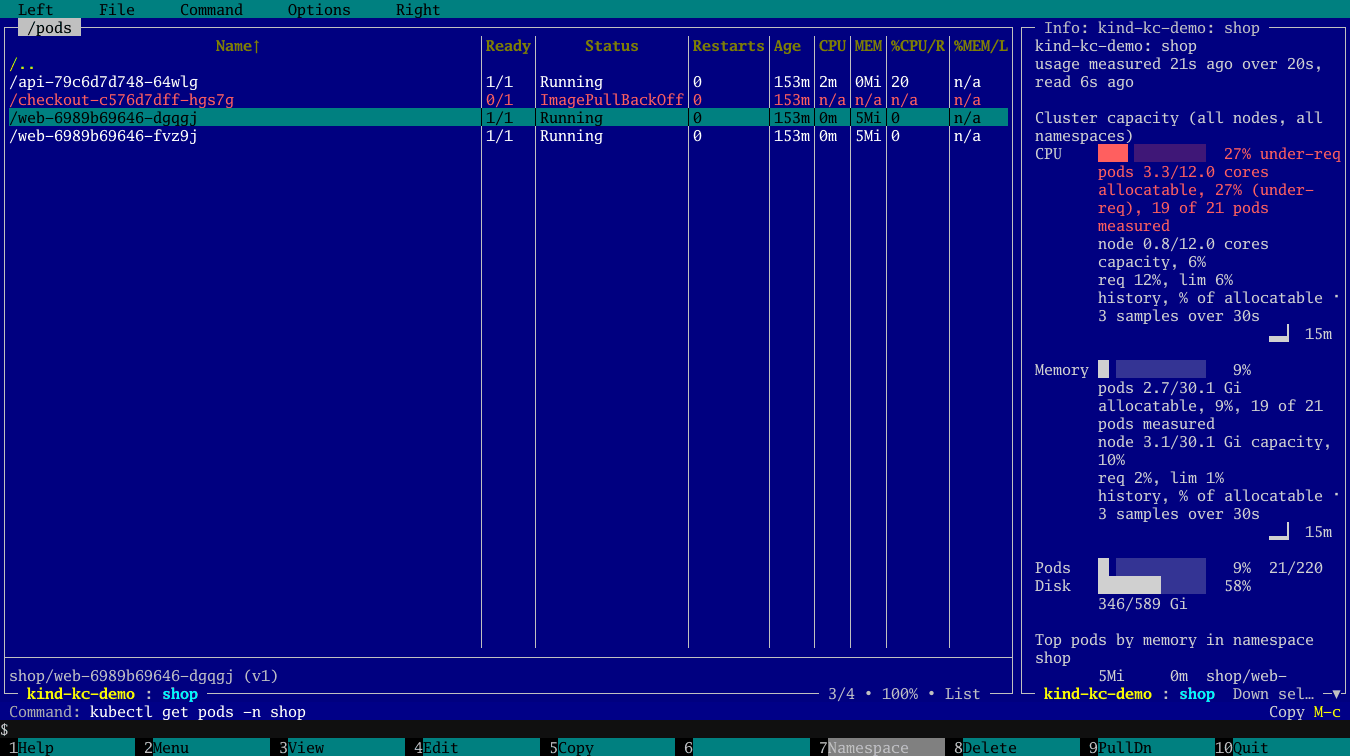 Left File Command Options Right
/pods
Name↑ Ready Status Restarts Age CPU MEM %CPU/R %MEM/L
/..
/api-79c6d7d748-64wlg 1/1 Running 0 153m 2m 0Mi 20 n/a
/checkout-c576d7dff-hgs7g 0/1 ImagePullBackOff 0 153m n/a n/a n/a n/a
/web-6989b69646-dgqgj 1/1 Running 0 153m 0m 5Mi 0 n/a
/web-6989b69646-fvz9j 1/1 Running 0 153m 0m 5Mi 0 n/a
shop/web-6989b69646-dgqgj (v1)
kind-kc-demo : shop 3/4 • 100% • List
Info: kind-kc-demo: shop
kind-kc-demo: shop
usage measured 21s ago over 20s,
read 6s ago
Cluster capacity (all nodes, all
namespaces)
CPU 27% under-req
pods 3.3/12.0 cores
allocatable, 27% (under-
req), 19 of 21 pods
measured
node 0.8/12.0 cores
capacity, 6%
req 12%, lim 6%
history, % of allocatable ·
3 samples over 30s
15m
Memory 9%
pods 2.7/30.1 Gi
allocatable, 9%, 19 of 21
pods measured
node 3.1/30.1 Gi capacity,
10%
req 2%, lim 1%
history, % of allocatable ·
3 samples over 30s
15m
Pods 9% 21/220
Disk 58%
346/589 Gi
Top pods by memory in namespace
shop
5Mi 0m shop/web-
kind-kc-demo : shop Down sel… ▼
Command: kubectl get pods -n shop
Copy M-c
$
1Help 2Menu 3View 4Edit 5Copy 6 7Namespace 8Delete 9PullDn 10Quit